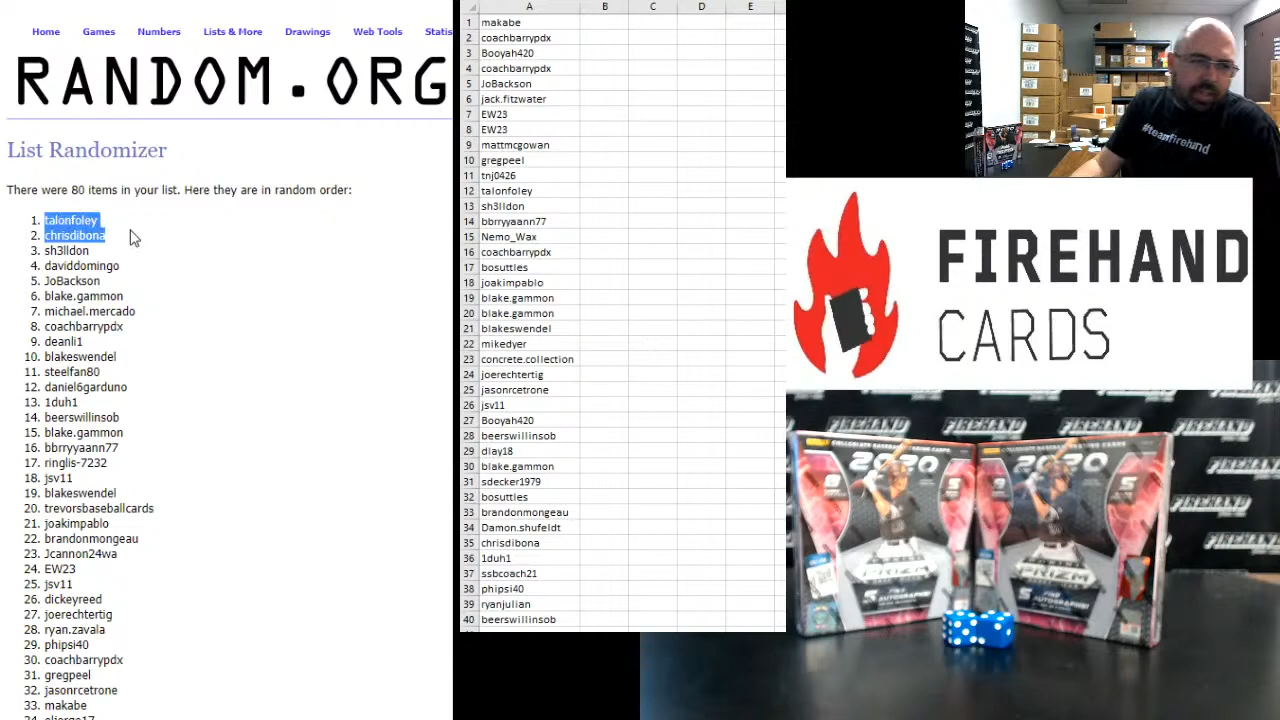 Home Games Numbers Lists & More Drawings Web Tools Statis
RANDOM.ORG
List Randomizer
There were 80 items in your list. Here they are in random order:
1. talonfoley
2. chrisdibona
3. sh3lldon
4. daviddomingo
5. JoBackson
6. blake.gammon
7. michael.mercado
8. coachbarrypdx
9. deanli1
10. blakeswendel
11. steelfan80
12. daniel6garduno
13. 1duh1
14. beerswillinsob
15. blake.gammon
16. bbrryyaann77
17. ringlis-7232
18. jsv11
19. blakeswendel
20. trevorsbaseballcards
21. joakimpablo
22. brandonmongeau
23. Jcannon24wa
24. EW23
25. jsv11
26. dickeyreed
27. joerechtertig
28. ryan.zavala
29. phipsi40
30. coachbarrypdx
31. gregpeel
32. jasonrcetrone
33. makabe
A B C D E
1 makabe
2 coachbarrypdx
3 Booyah420
4 coachbarrypdx
5 JoBackson
6 jack.fitzwater
7 EW23
8 EW23
9 mattmcgowan
10 gregpeel
11 tnj0426
12 talonfoley
13 sh3lldon
14 bbrryyaann77
15 Nemo_Wax
16 coachbarrypdx
17 bosuttles
18 joakimpablo
19 blake.gammon
20 blake.gammon
21 blakeswendel
22 mikedyer
23 concrete.collection
24 joerechtertig
25 jasonrcetrone
26 jsv11
27 Booyah420
28 beerswillinsob
29 dlay18
30 blake.gammon
31 sdecker1979
32 bosuttles
33 brandonmongeau
34 Damon.shufeldt
35 chrisdibona
36 1duh1
37 ssbcoach21
38 phipsi40
39 ryanjulian
40 beerswillinsob
#teamfirehand
FIREHAND
CARDS
FIREHAND
2020
PRIZM
2020
PRIZM